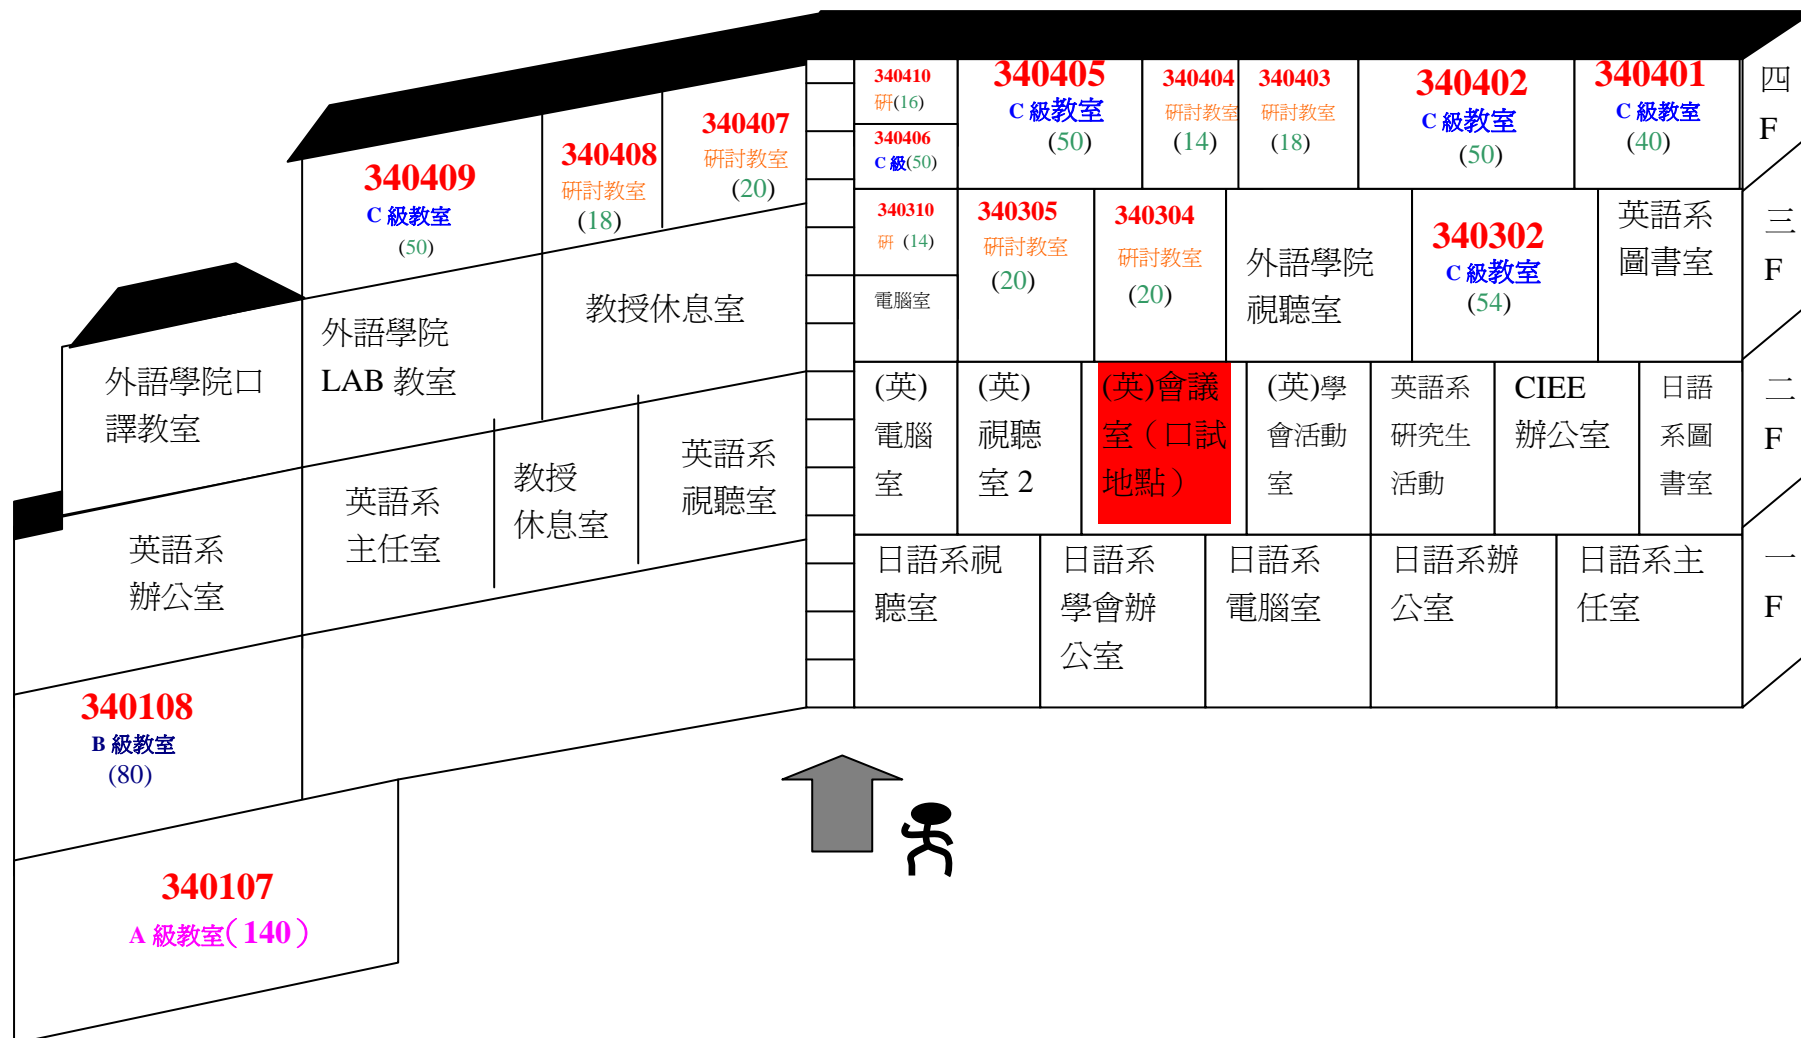 340409
C 級教室
(50)
340408
研討教室
(18)
340407
研討教室
(20)
340410
研(16)
340406
C 級(50)
340405
C 級教室
(50)
340404
研討教室
(14)
340403
研討教室
(18)
340402
C 級教室
(50)
340401
C 級教室
(40)
四
F
外語學院口
譯教室
外語學院
LAB 教室
教授休息室
340310
研 (14)
電腦室
340305
研討教室
(20)
340304
研討教室
(20)
外語學院
視聽室
340302
C 級教室
(54)
英語系
圖書室
三
F
英語系
辦公室
英語系
主任室
教授
休息室
英語系
視聽室
(英)
電腦
室
(英)
視聽
室 2
(英)會議
室（口試
地點）
(英)學
會活動
室
英語系
研究生
活動
CIEE
辦公室
日語
系圖
書室
二
F
340108
B 級教室
(80)
日語系視
聽室
日語系
學會辦
公室
日語系
電腦室
日語系辦
公室
日語系主
任室
一
F
340107
A 級教室（140）